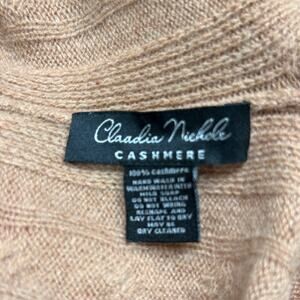 Claudia Nichole
CASHMERE
100% cashmere
HAND WASH IN
WARM WATER WITH
MILD SOAP
DO NOT BLEACH
DO NOT WRING
RESHAPE AND
LAY FLAT TO DRY
MAY BE
DRY CLEANED